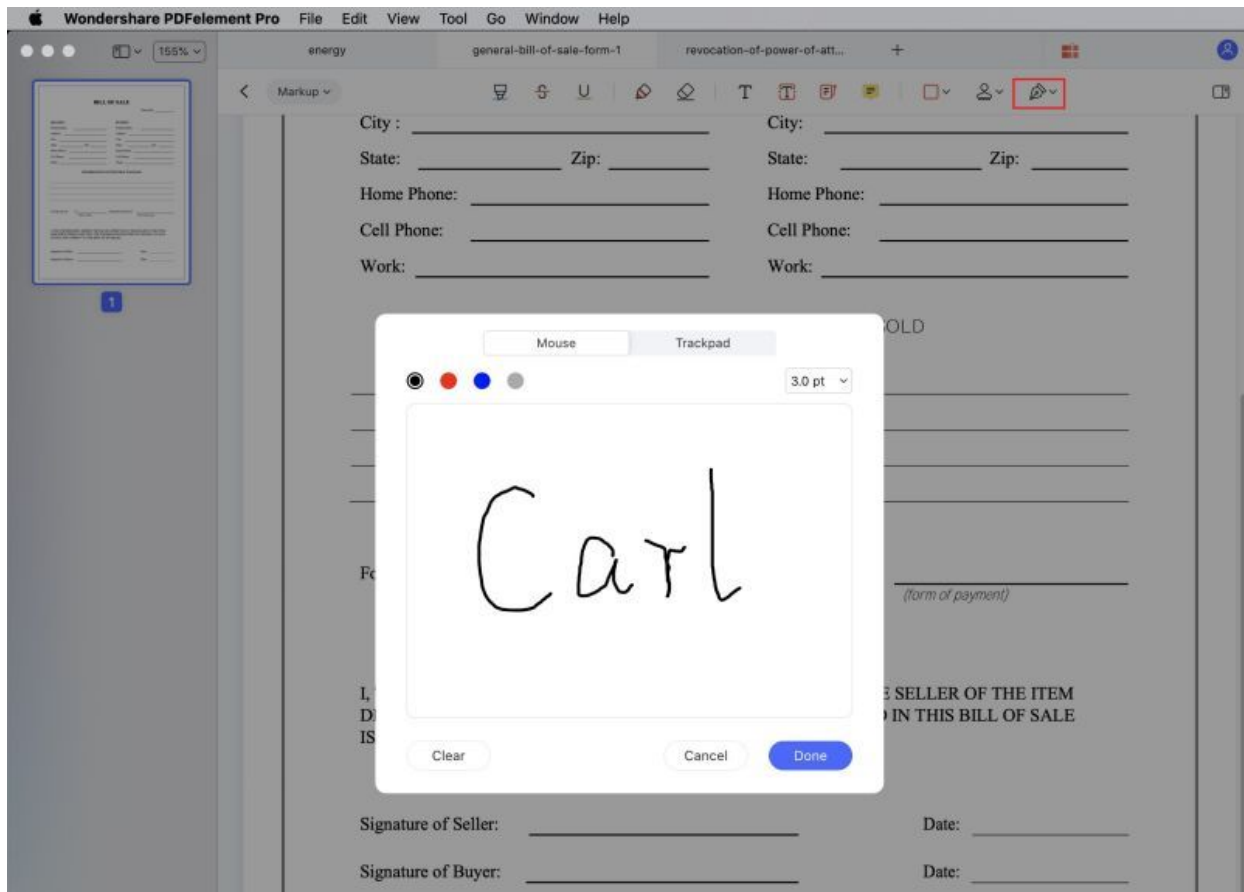 Wondershare PDFelement Pro File Edit View Tool Go Window Help
155% energy general-bill-of-sale-form-1 revocation-of-power-of-att... +
Markup T T
BILL OF SALE
1
City : City:
State: Zip: State: Zip:
Home Phone: Home Phone:
Cell Phone: Cell Phone:
Work: Work:
OLD
Mouse Trackpad
3.0 pt
Carl
Fo
(form of payment)
I, E SELLER OF THE ITEM
D IN THIS BILL OF SALE
IS
Clear Cancel Done
Signature of Seller: Date:
Signature of Buyer: Date: